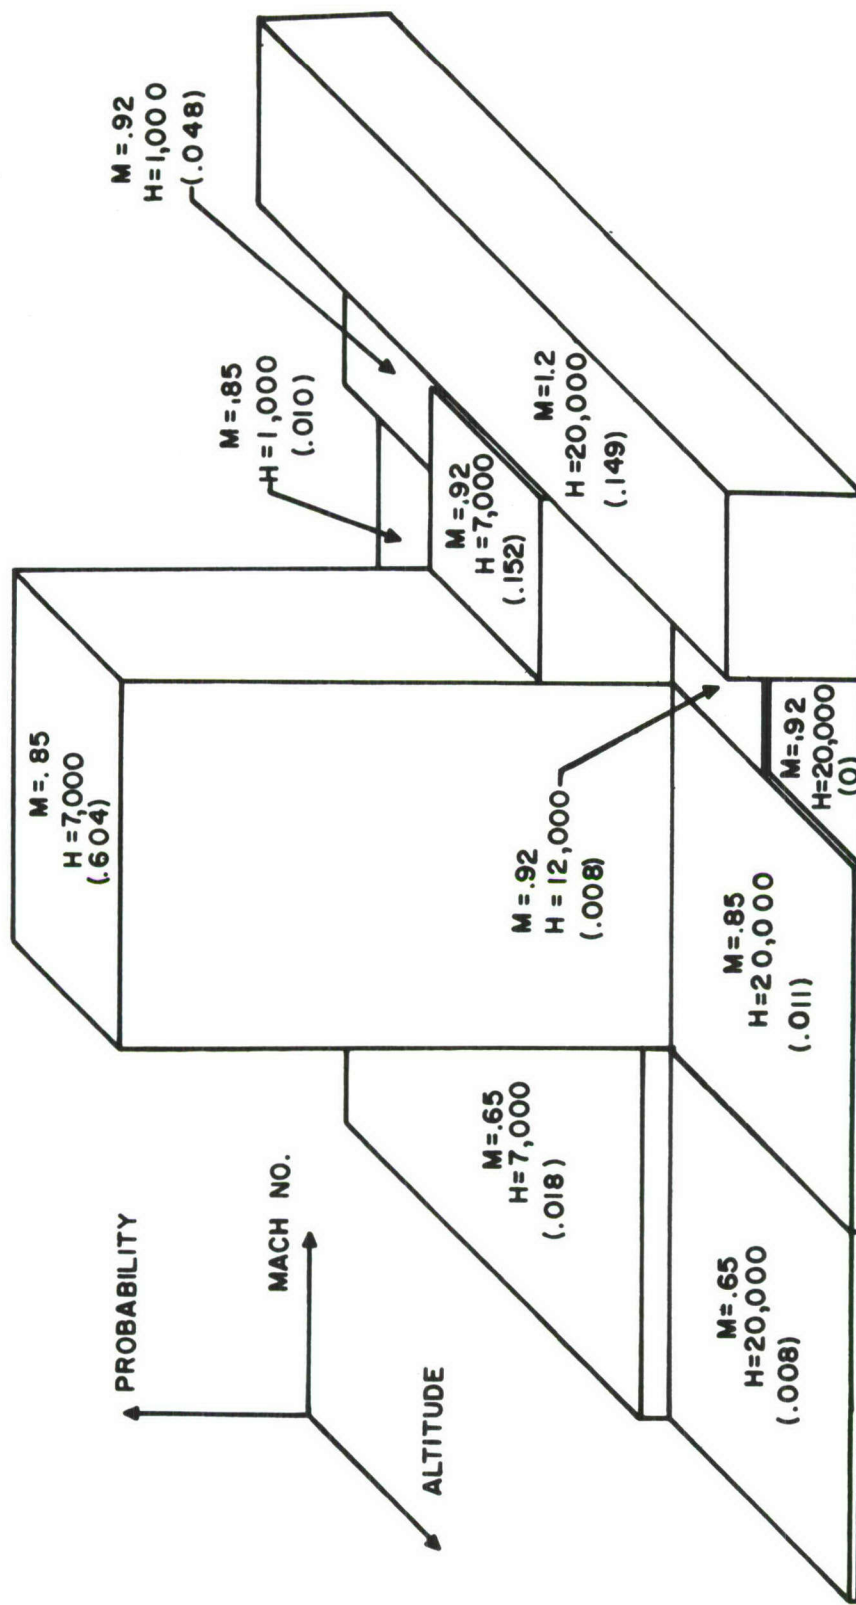 M=.92
H=1,000
(.048)
M=.85
H=1,000
(.010)
M=.85
H=7,000
(.604)
M=.92
H=7,000
(.152)
M=1.2
H=20,000
(.149)
M=.92
H=12,000
(.008)
M=.92
H=20,000
(0)
M=.85
H=20,000
(.011)
M=.65
H=7,000
(.018)
M=.65
H=20,000
(.008)
PROBABILITY
MACH NO.
ALTITUDE